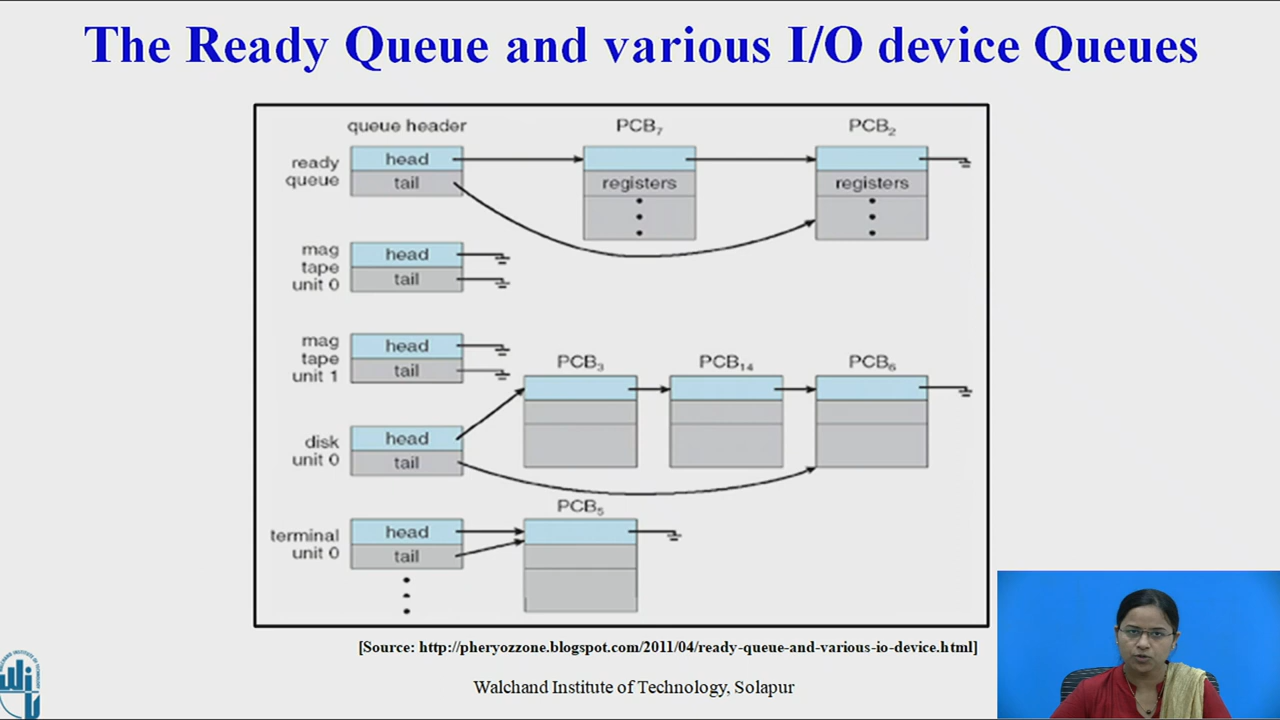 The Ready Queue and various I/O device Queues
queue header
PCB7
PCB2
ready
queue
head
tail
registers
registers
mag
tape
unit 0
head
tail
mag
tape
unit 1
head
tail
PCB3
PCB14
PCB6
disk
unit 0
head
tail
PCB5
terminal
unit 0
head
tail
[Source: http://pheryozzone.blogspot.com/2011/04/ready-queue-and-various-io-device.html]
Walchand Institute of Technology, Solapur